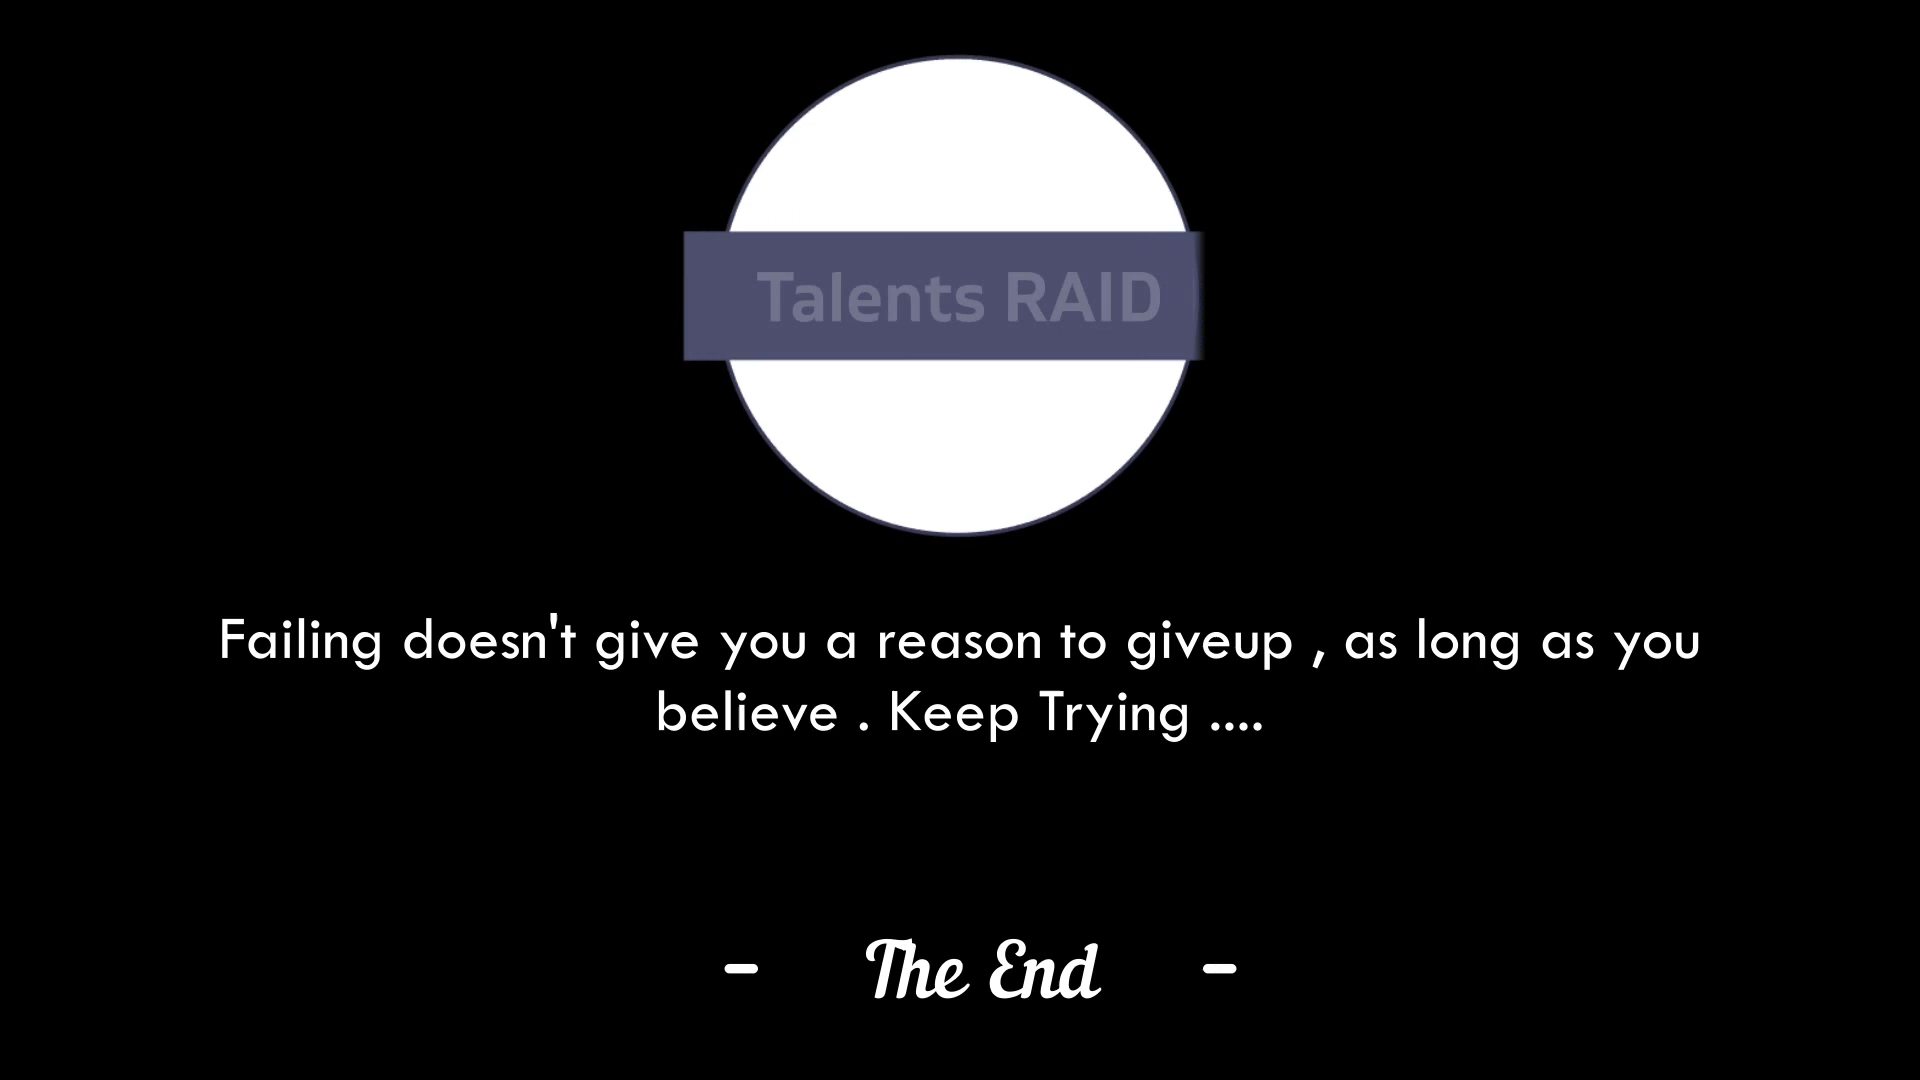 Talents RAID
Failing doesn't give you a reason to giveup , as long as you
believe . Keep Trying ....
- The End -